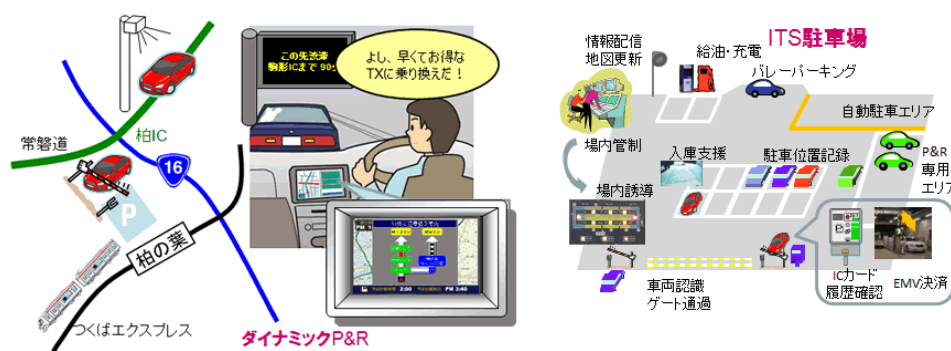 この先渋滞
駒形ICまで 90分
よし、早くてお得な
TXに乗り換えだ！
柏IC
常磐道
16
P
柏の葉
つくばエクスプレス
ダイナミックP&R
PM 3:40
2:00
ITS駐車場
情報配信
地図更新
給油・充電
バレーパーキング
自動駐車エリア
場内管制
入庫支援
駐車位置記録
P&R
専用
エリア
場内誘導
車両認識
ゲート通過
ICカード
履歴確認
EMV決済